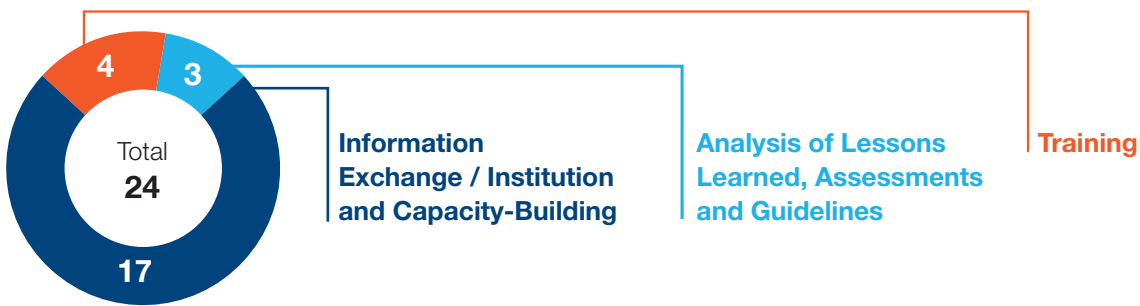 4
3
Total
24
17
Information
Exchange / Institution
and Capacity-Building
Analysis of Lessons
Learned, Assessments
and Guidelines
Training